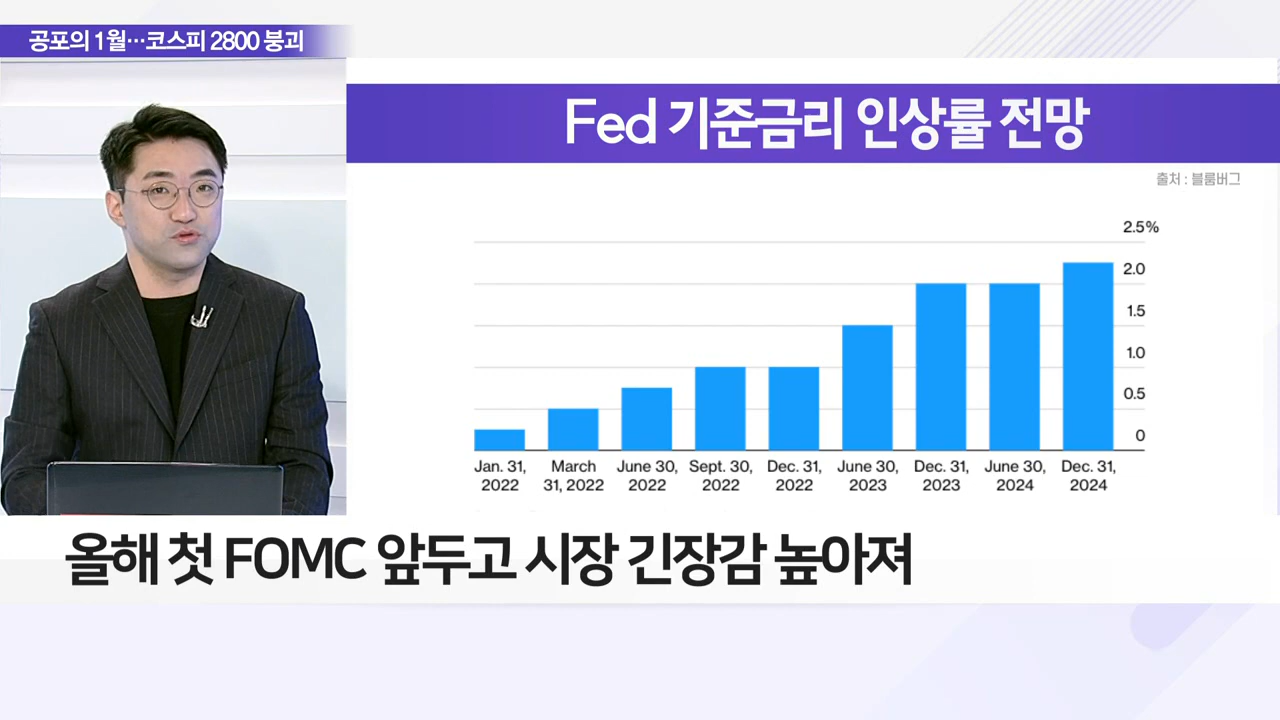 공포의 1월…코스피 2800 붕괴
Fed 기준금리 인상률 전망
출처 : 블룸버그
2.5%
2.0
1.5
1.0
0.5
0
Jan. 31,
2022
March
31, 2022
June 30,
2022
Sept. 30,
2022
Dec. 31,
2022
June 30,
2023
Dec. 31,
2023
June 30,
2024
Dec. 31,
2024
올해 첫 FOMC 앞두고 시장 긴장감 높아져